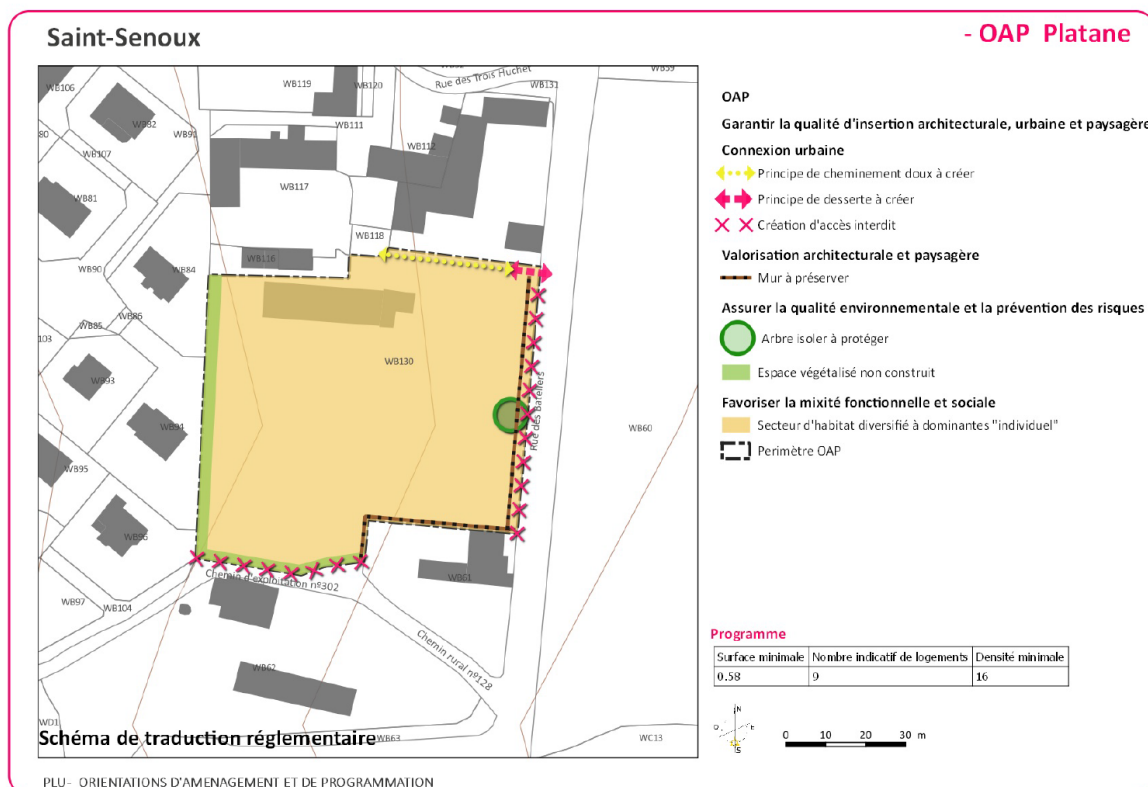 Saint-Senoux
- OAP Platane
WB106
WB82
WB91
WB80
WB107
WB81
WB90
WB84
WB86
WB85
WB103
WB93
WB94
WB95
WB96
WB97
WB104
WB119
WB120
WB111
WB112
WB117
WB118
WB116
Rue des Trois Huchet
WB131
WB59
WB130
Rue des Bateliers
WB60
WB61
Chemin d'exploitation nº302
Chemin rural nº128
WB62
WB63
WD1
WC13
Schéma de traduction réglementaire
OAP
Garantir la qualité d'insertion architecturale, urbaine et paysagère
Connexion urbaine
Principe de cheminement doux à créer
Principe de desserte à créer
Création d'accès interdit
Valorisation architecturale et paysagère
Mur à préserver
Assurer la qualité environnementale et la prévention des risques
Arbre isoler à protéger
Espace végétalisé non construit
Favoriser la mixité fonctionnelle et sociale
Secteur d'habitat diversifié à dominantes "individuel"
Perimètre OAP
Programme
Surface minimale Nombre indicatif de logements Densité minimale
0.58 9 16
N
O E
S
0 10 20 30 m
PLU- ORIENTATIONS D'AMENAGEMENT ET DE PROGRAMMATION